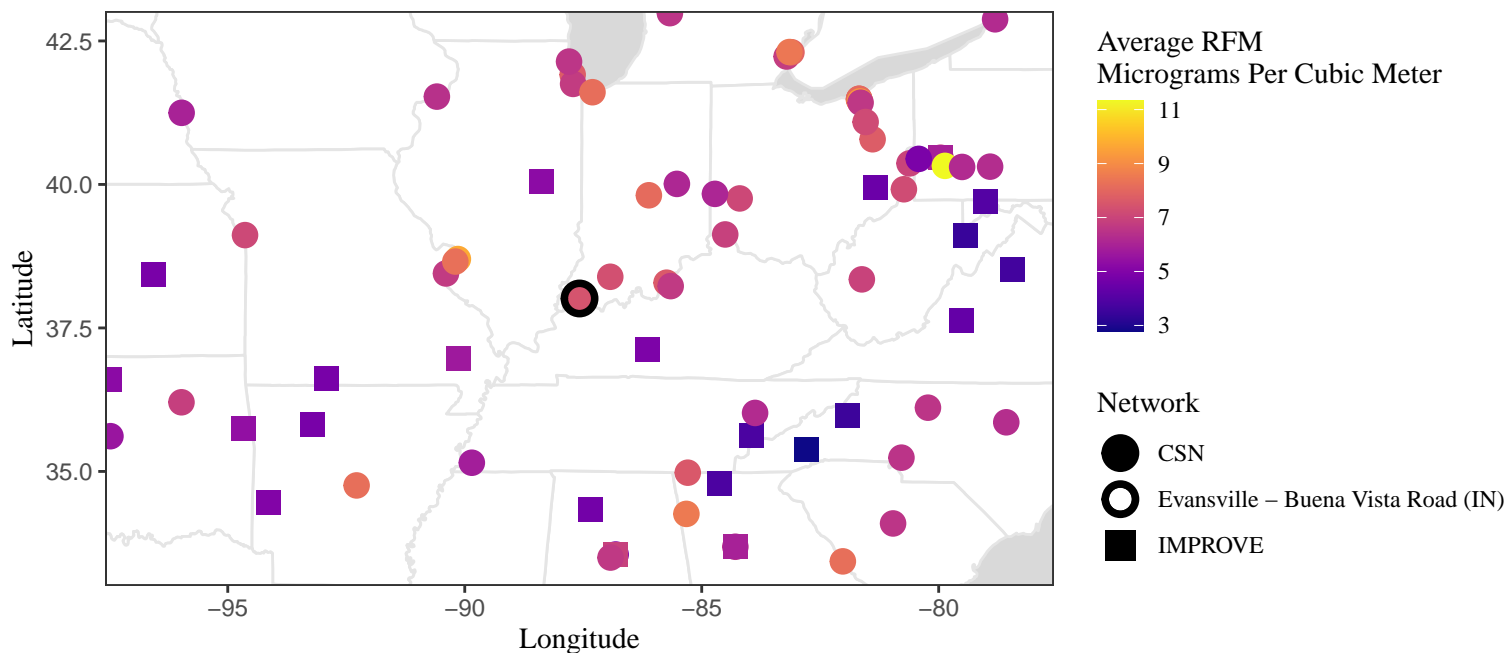 42.5
40.0
37.5
35.0
Latitude
−95
−90
−85
−80
Longitude
Average RFM
Micrograms Per Cubic Meter
11
9
7
5
3
Network
CSN
Evansville – Buena Vista Road (IN)
IMPROVE